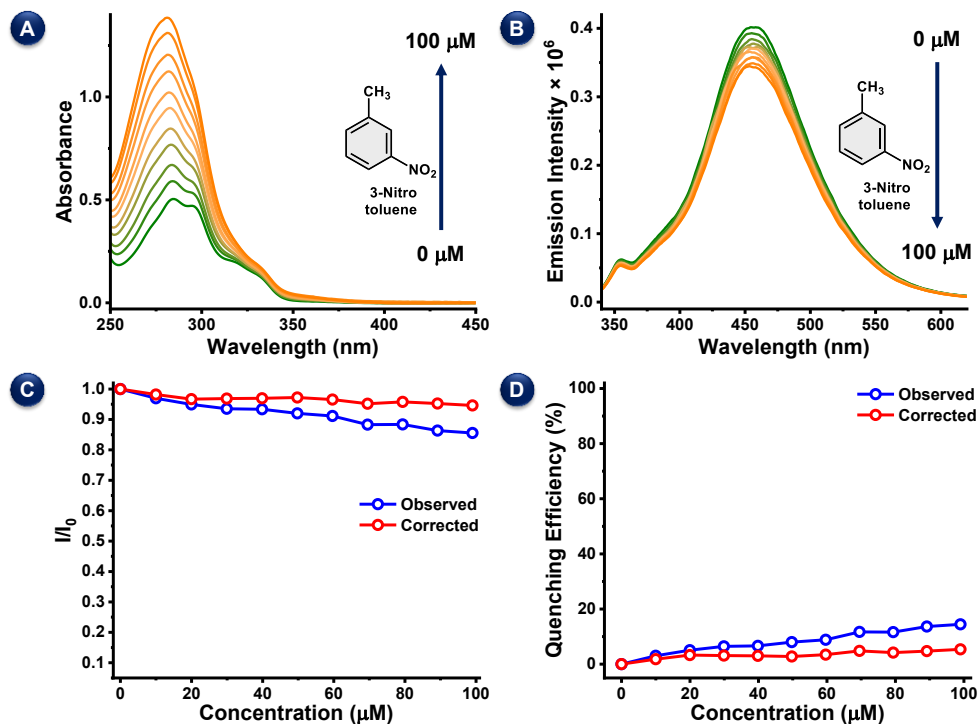 A
100 μM
CH3
NO2
3-Nitro
toluene
0 μM
1.0
0.5
0.0
250
300
350
400
450
Absorbance
Wavelength (nm)
B
0 μM
CH3
NO2
3-Nitro
toluene
100 μM
0.4
0.3
0.2
0.1
0.0
350
400
450
500
550
600
Emission Intensity × 10^6
Wavelength (nm)
C
1.0
0.9
0.8
0.7
0.6
0.5
0.4
0.3
0.2
0.1
Observed
Corrected
0
20
40
60
80
100
I/I0
Concentration (μM)
D
100
80
60
40
20
0
Observed
Corrected
0
20
40
60
80
100
Quenching Efficiency (%)
Concentration (μM)